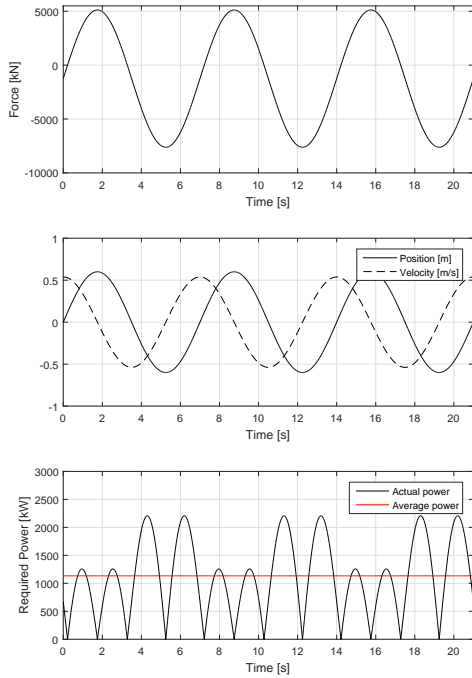 5000
0
-5000
-10000
Force [kN]
0 2 4 6 8 10 12 14 16 18 20
Time [s]
1
0.5
0
-0.5
-1
Position [m]
Velocity [m/s]
0 2 4 6 8 10 12 14 16 18 20
Time [s]
3000
2500
2000
1500
1000
500
0
Required Power [kW]
Actual power
Average power
0 2 4 6 8 10 12 14 16 18 20
Time [s]